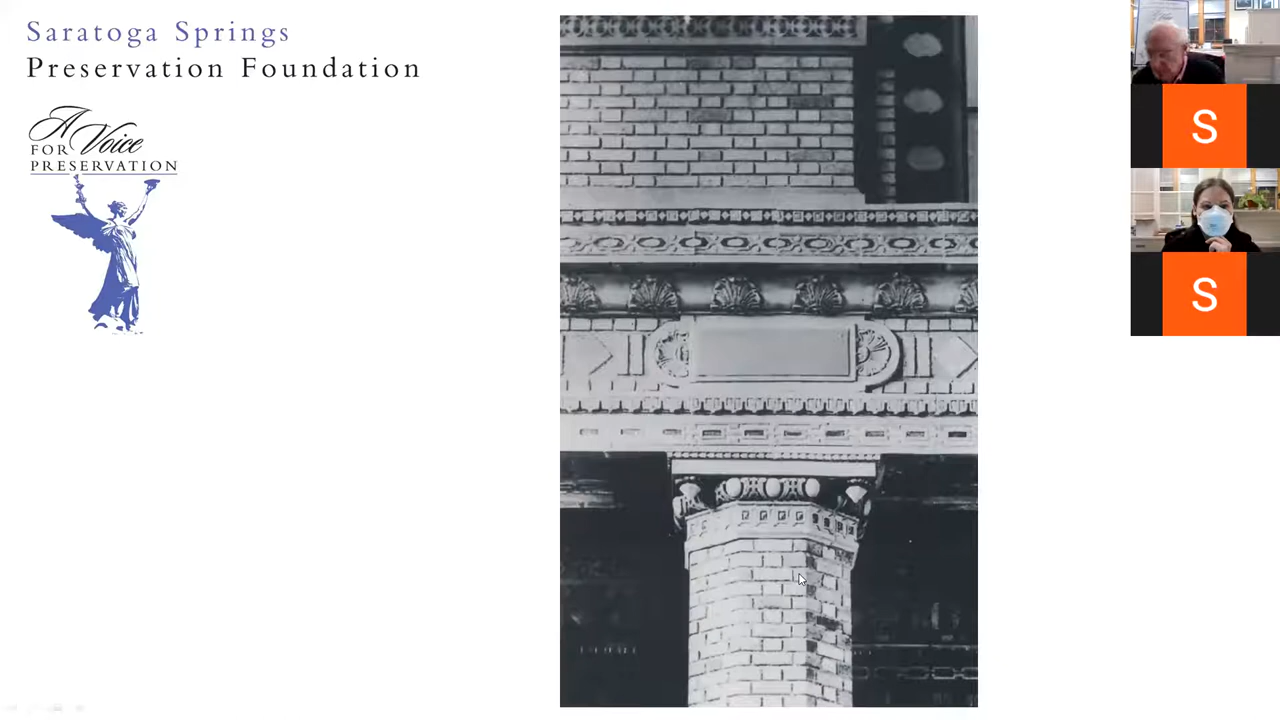 Saratoga Springs
Preservation Foundation
A Voice
FOR
PRESERVATION
S
S